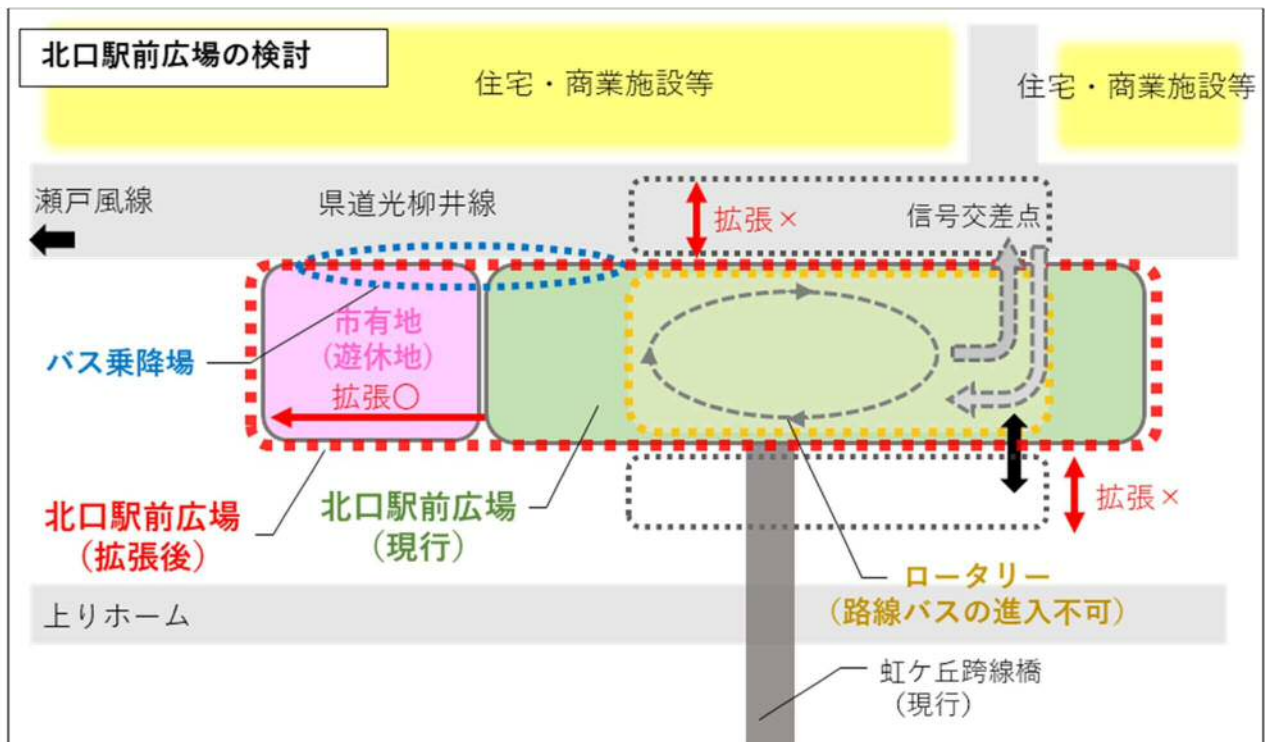 北口駅前広場の検討
住宅・商業施設等
住宅・商業施設等
瀬戸風線
県道光柳井線
拡張×
信号交差点
市有地
(遊休地)
バス乗降場
拡張〇
北口駅前広場
（拡張後）
北口駅前広場
（現行）
拡張×
ロータリー
（路線バスの進入不可）
上りホーム
虹ケ丘跨線橋
（現行）